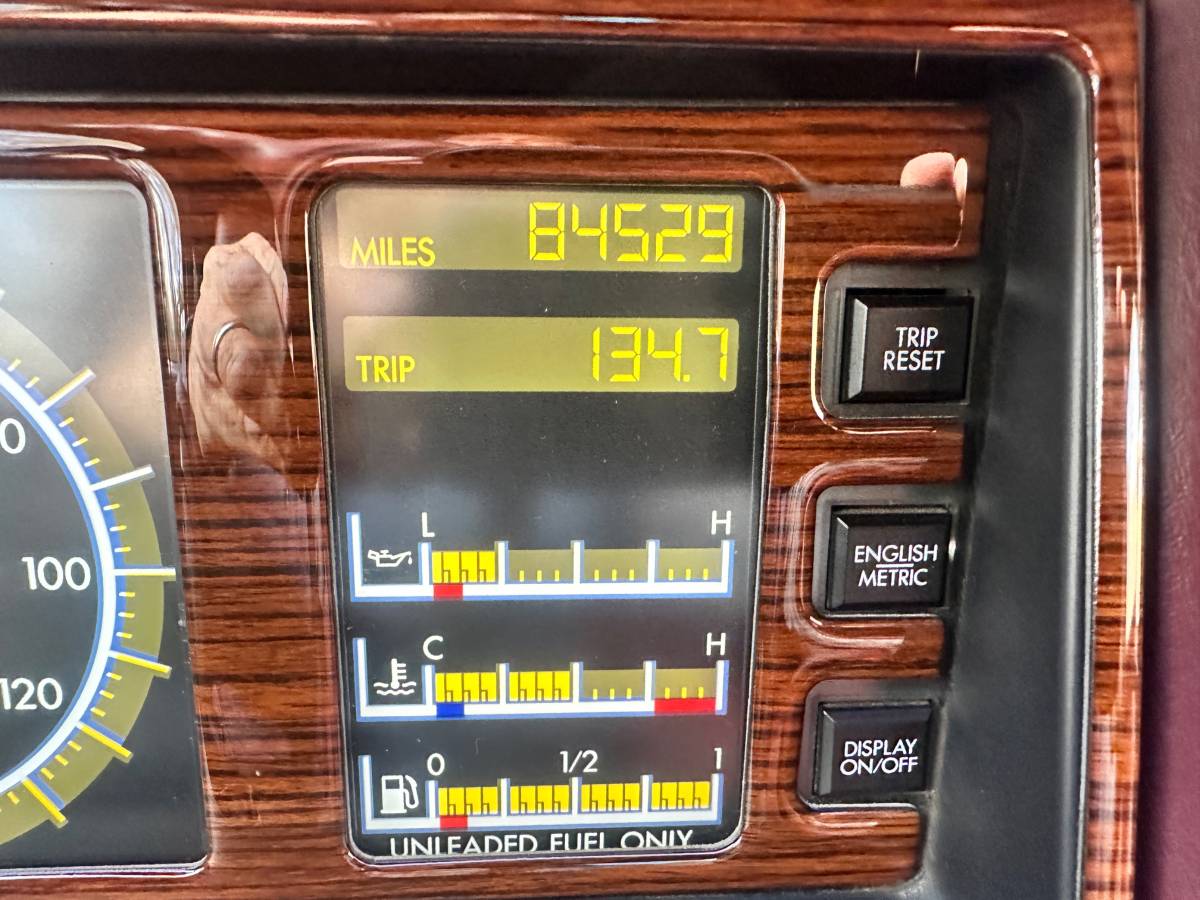 MILES 84529
TRIP 134.7
TRIP
RESET
L H
ENGLISH
METRIC
100
C H
120
DISPLAY
ON/OFF
0 1/2 1
UNLEADED FUEL ONLY